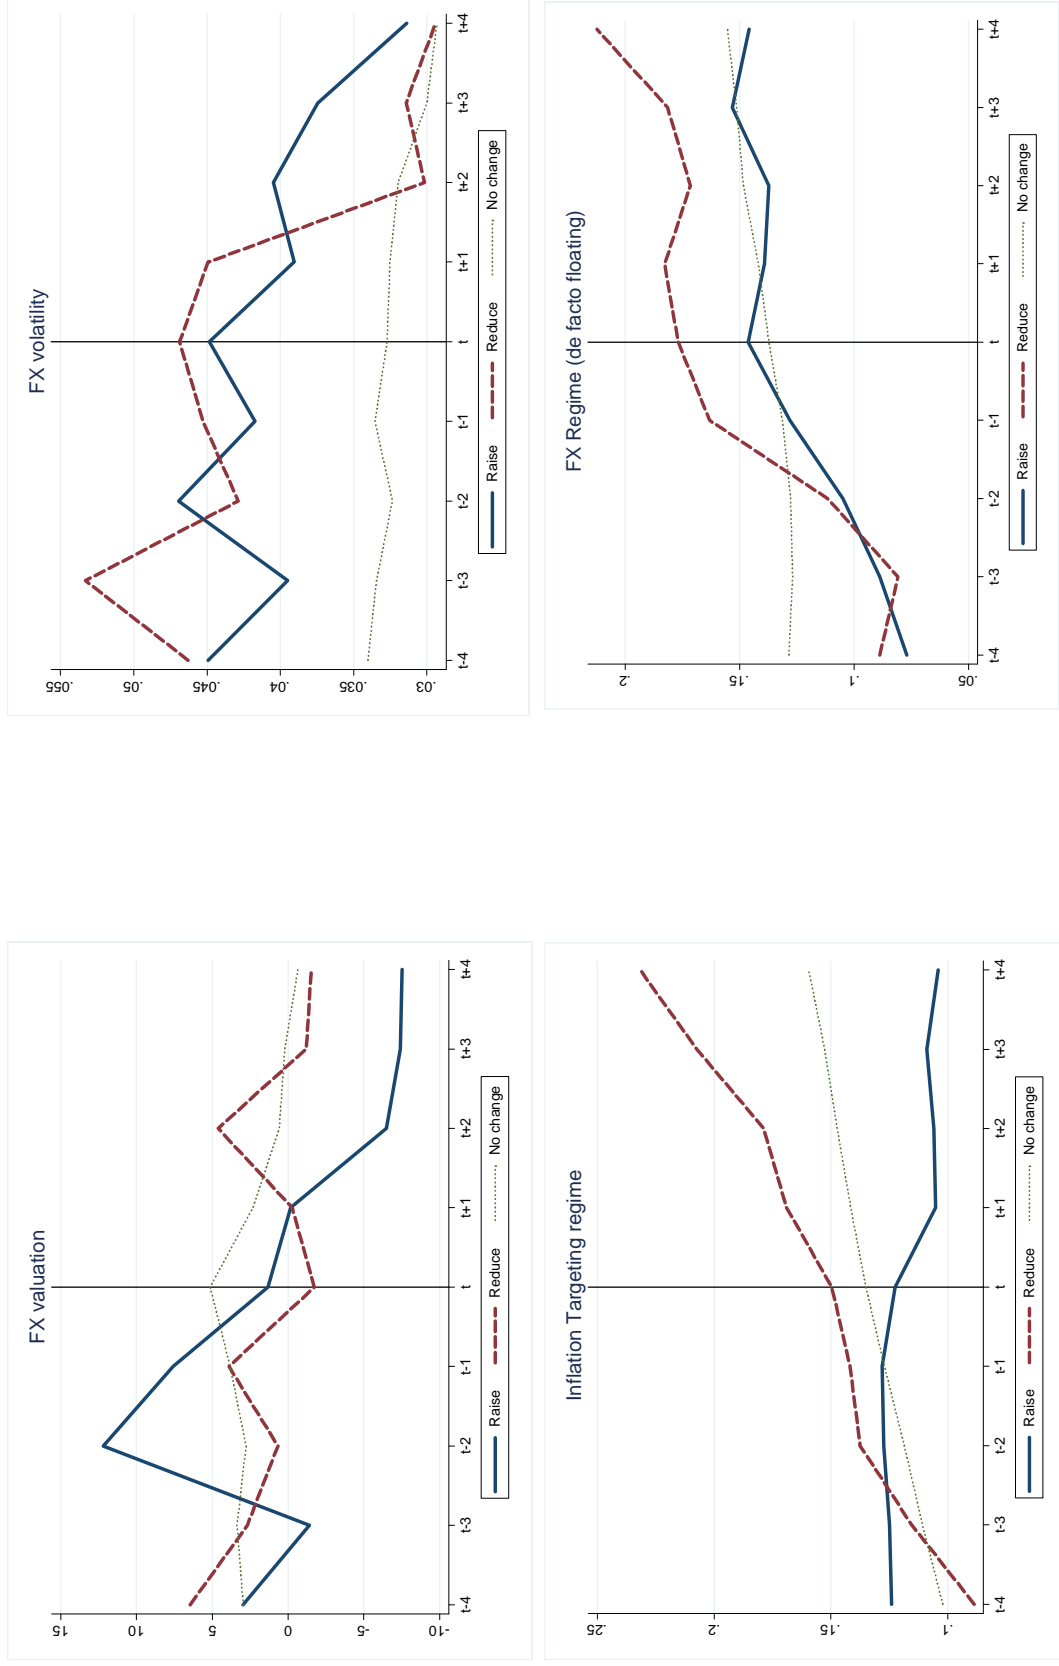 FX volatility
.055
.05
.045
.04
.035
.03
t-4 t-3 t-2 t-1 t t+1 t+2 t+3 t+4
Raise Reduce No change
FX Regime (de facto floating)
.2
.15
.1
.05
t-4 t-3 t-2 t-1 t t+1 t+2 t+3 t+4
Raise Reduce No change
FX valuation
15
10
5
0
-5
-10
t-4 t-3 t-2 t-1 t t+1 t+2 t+3 t+4
Raise Reduce No change
Inflation Targeting regime
.25
.2
.15
.1
t-4 t-3 t-2 t-1 t t+1 t+2 t+3 t+4
Raise Reduce No change